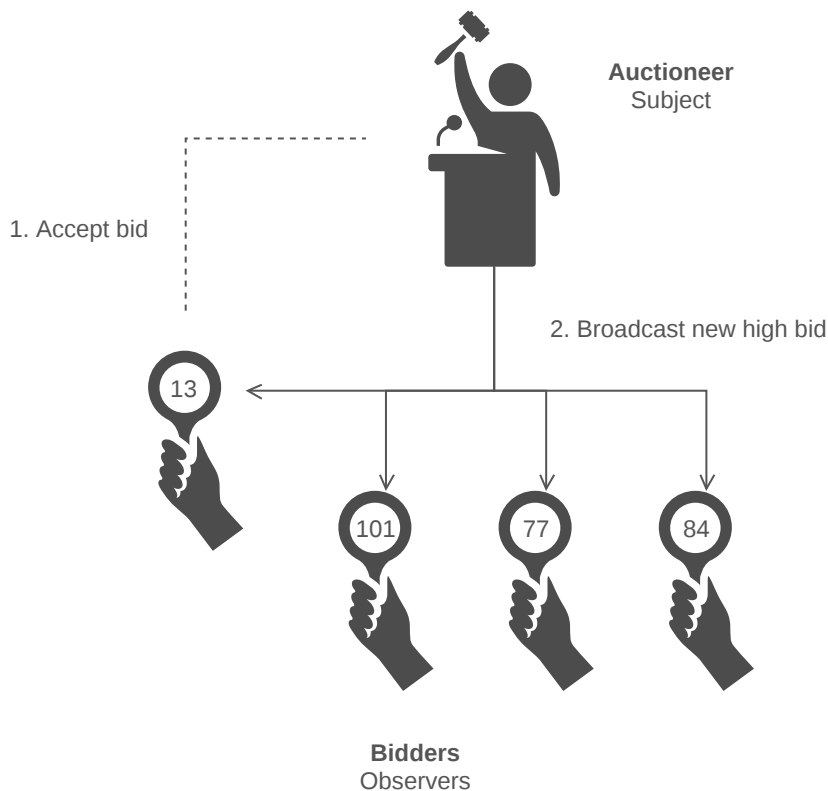 Auctioneer
Subject
1. Accept bid
2. Broadcast new high bid
13
101
77
84
Bidders
Observers